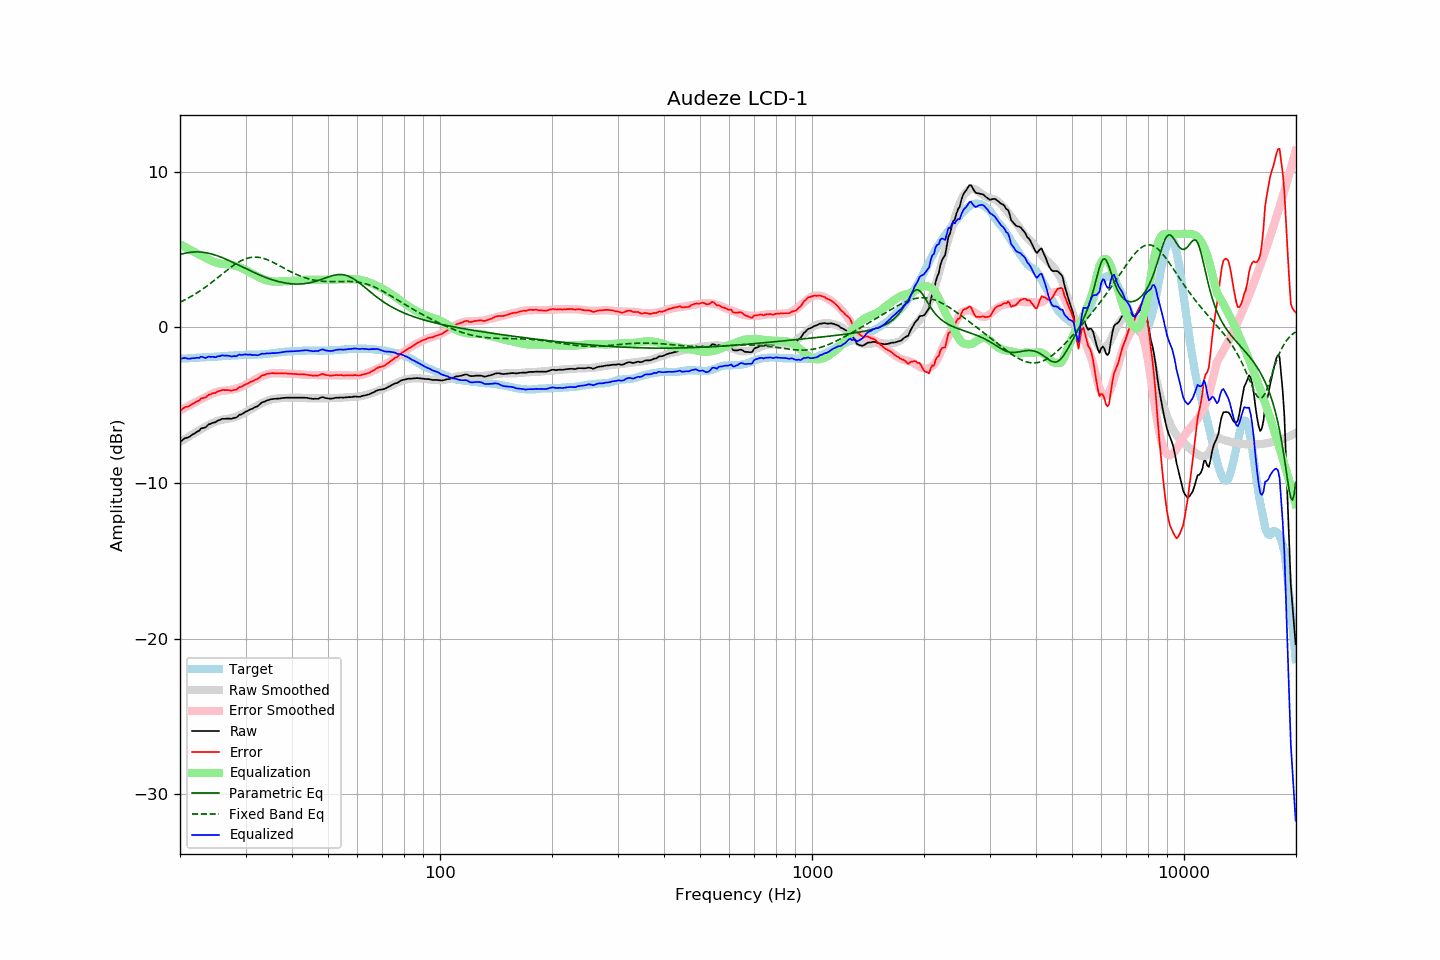 Audeze LCD-1
10
0
−10
−20
−30
Amplitude (dBr)
Target
Raw Smoothed
Error Smoothed
Raw
Error
Equalization
Parametric Eq
Fixed Band Eq
Equalized
100
1000
10000
Frequency (Hz)